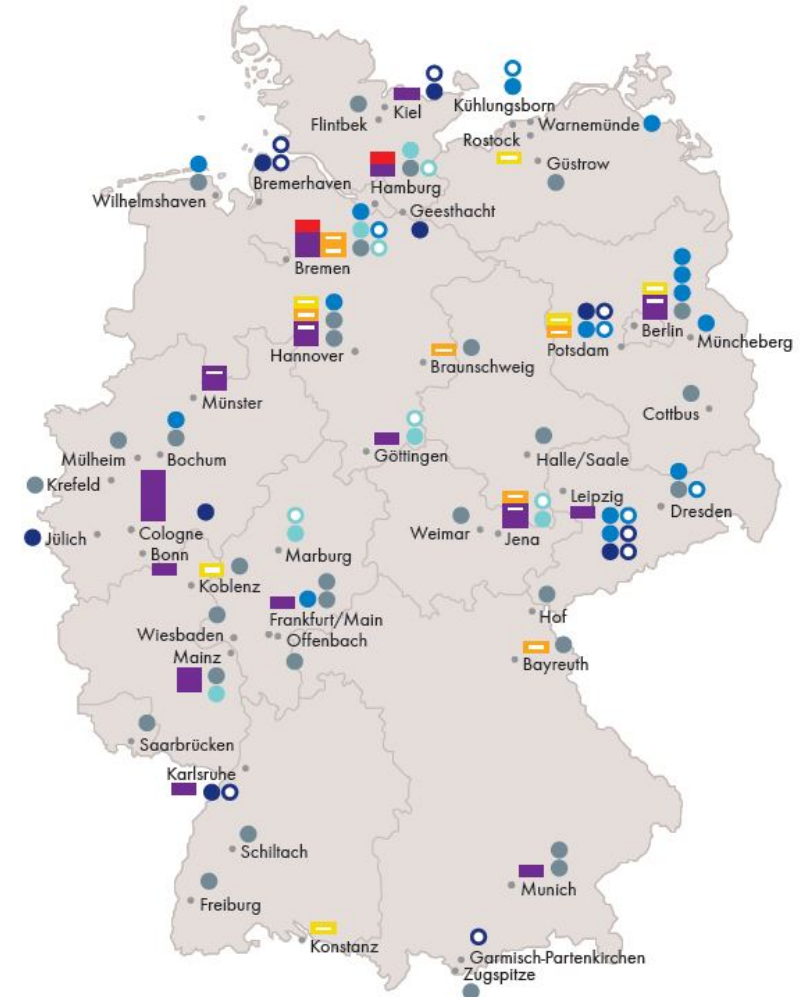 Kühlungsborn
Kiel
Flintbek
Warnemünde
Rostock
Güstrow
Bremerhaven
Hamburg
Wilhelmshaven
Geesthacht
Bremen
Berlin
Müncheberg
Potsdam
Hannover
Braunschweig
Münster
Cottbus
Göttingen
Halle/Saale
Mülheim
Bochum
Krefeld
Leipzig
Dresden
Cologne
Jülich
Weimar
Jena
Bonn
Marburg
Koblenz
Frankfurt/Main
Hof
Wiesbaden
Offenbach
Mainz
Bayreuth
Saarbrücken
Karlsruhe
Schiltach
Munich
Freiburg
Konstanz
Garmisch-Partenkirchen
Zugspitze